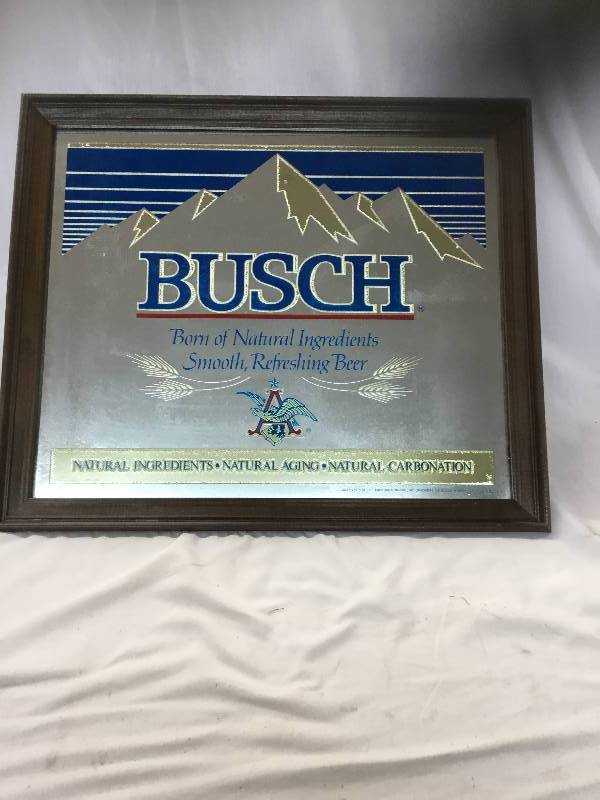 BUSCH®
Born of Natural Ingredients
Smooth, Refreshing Beer
A
®
NATURAL INGREDIENTS • NATURAL AGING • NATURAL CARBONATION